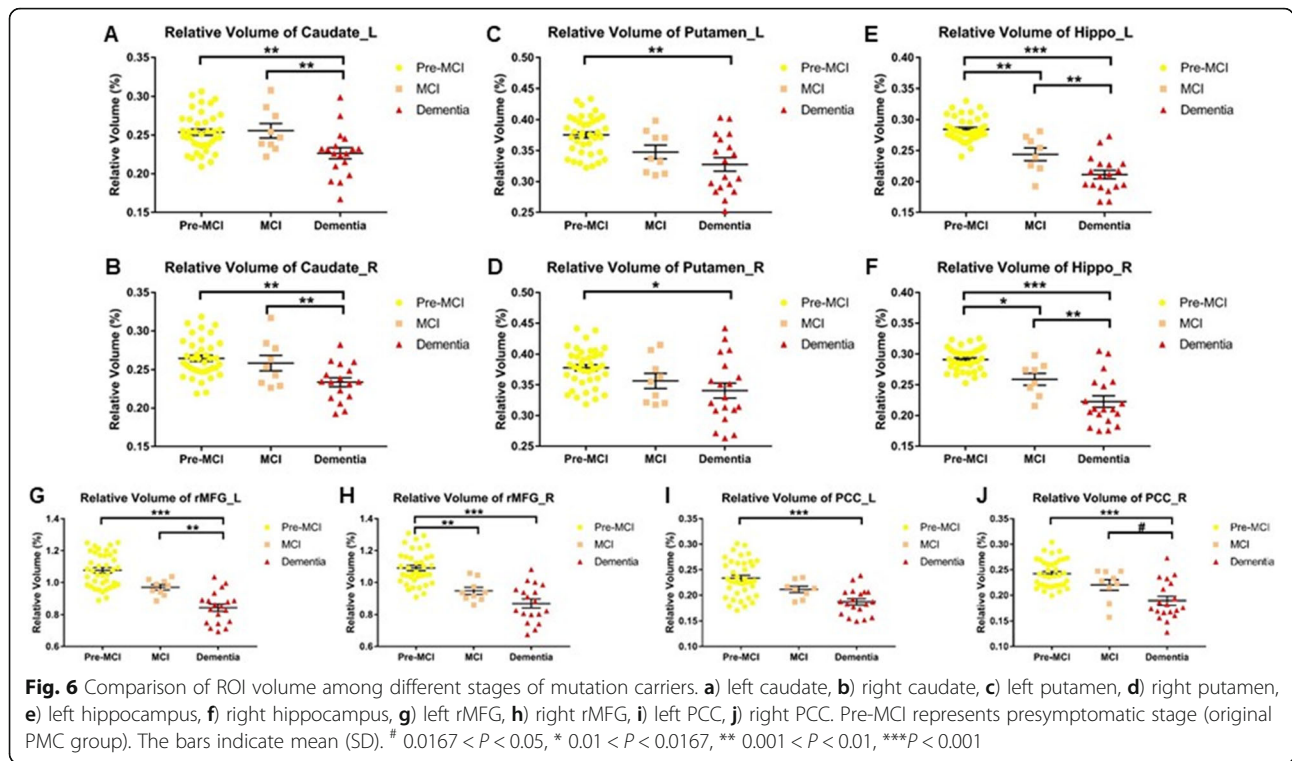 A
Relative Volume of Caudate_L
**
**
Relative Volume (%)
0.35
0.30
0.25
0.20
0.15
Pre-MCI
MCI
Dementia
Pre-MCI MCI Dementia
C
Relative Volume of Putamen_L
**
Relative Volume (%)
0.50
0.45
0.40
0.35
0.30
0.25
Pre-MCI
MCI
Dementia
Pre-MCI MCI Dementia
E
Relative Volume of Hippo_L
***
** **
Relative Volume (%)
0.40
0.35
0.30
0.25
0.20
0.15
Pre-MCI
MCI
Dementia
Pre-MCI MCI Dementia
B
Relative Volume of Caudate_R
**
**
Relative Volume (%)
0.35
0.30
0.25
0.20
0.15
Pre-MCI
MCI
Dementia
Pre-MCI MCI Dementia
D
Relative Volume of Putamen_R
*
Relative Volume (%)
0.50
0.45
0.40
0.35
0.30
0.25
Pre-MCI
MCI
Dementia
Pre-MCI MCI Dementia
F
Relative Volume of Hippo_R
***
* **
Relative Volume (%)
0.40
0.35
0.30
0.25
0.20
0.15
Pre-MCI
MCI
Dementia
Pre-MCI MCI Dementia
G
Relative Volume of rMFG_L
***
**
Relative Volume (%)
1.4
1.2
1.0
0.8
0.6
Pre-MCI
MCI
Dementia
Pre-MCI MCI Dementia
H
Relative Volume of rMFG_R
***
**
Relative Volume (%)
1.4
1.2
1.0
0.8
0.6
Pre-MCI
MCI
Dementia
Pre-MCI MCI Dementia
I
Relative Volume of PCC_L
***
Relative Volume (%)
0.35
0.30
0.25
0.20
0.15
0.10
Pre-MCI
MCI
Dementia
Pre-MCI MCI Dementia
J
Relative Volume of PCC_R
***
#
Relative Volume (%)
0.35
0.30
0.25
0.20
0.15
0.10
Pre-MCI
MCI
Dementia
Pre-MCI MCI Dementia
Fig. 6 Comparison of ROI volume among different stages of mutation carriers. a) left caudate, b) right caudate, c) left putamen, d) right putamen,
e) left hippocampus, f) right hippocampus, g) left rMFG, h) right rMFG, i) left PCC, j) right PCC. Pre-MCI represents presymptomatic stage (original
PMC group). The bars indicate mean (SD). # 0.0167 < P < 0.05, * 0.01 < P < 0.0167, ** 0.001 < P < 0.01, ***P < 0.001